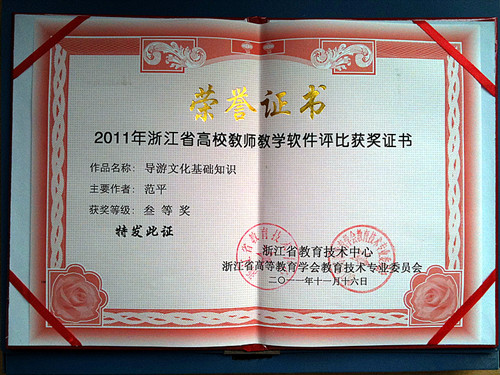 荣誉证书
2011年浙江省高校教师教学软件评比获奖证书
作品名称：导游文化基础知识
主要作者：范平
获奖等级：叁等奖
特发此证
浙江省教育技术中心
浙江省高等教育学会教育技术专业委员会
二〇一一年十一月十六日